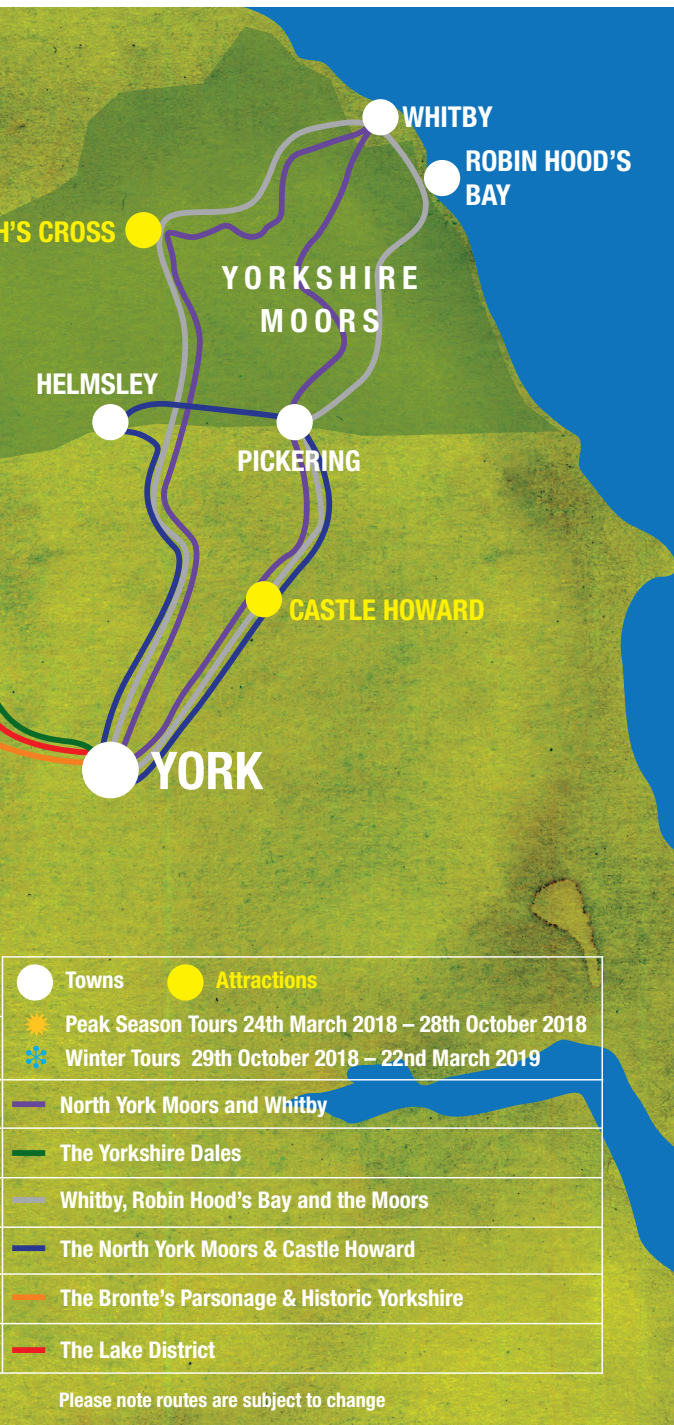 WHITBY
ROBIN HOOD'S
BAY
H'S CROSS
YORKSHIRE
MOORS
HELMSLEY
PICKERING
CASTLE HOWARD
YORK
Towns Attractions
Peak Season Tours 24th March 2018 – 28th October 2018
Winter Tours 29th October 2018 – 22nd March 2019
North York Moors and Whitby
The Yorkshire Dales
Whitby, Robin Hood's Bay and the Moors
The North York Moors & Castle Howard
The Bronte's Parsonage & Historic Yorkshire
The Lake District
Please note routes are subject to change